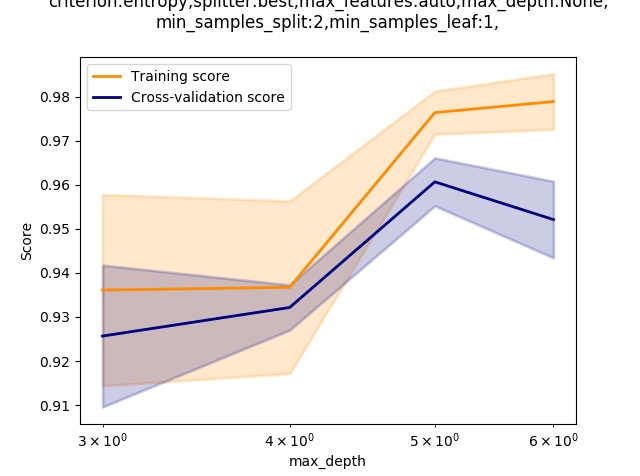 criterion:entropy,splitter:best,max_features:auto,max_depth:None,
min_samples_split:2,min_samples_leaf:1,
Training score
Cross-validation score
0.98
0.97
0.96
0.95
0.94
0.93
0.92
0.91
Score
3 × 10⁰
4 × 10⁰
5 × 10⁰
6 × 10⁰
max_depth